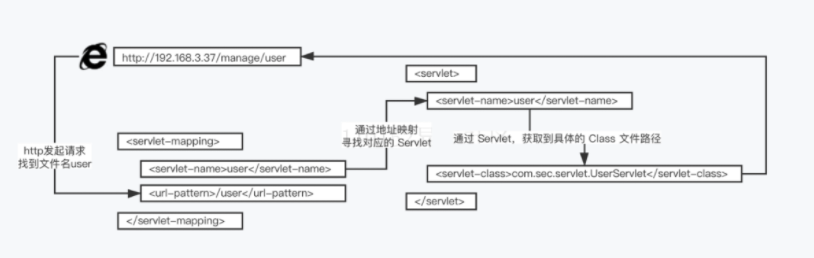 http://192.168.3.37/manage/user
<servlet>
<servlet-name>user</servlet-name>
通过地址映射
寻找对应的 Servlet
通过 Servlet，获取到具体的 Class 文件路径
<servlet-mapping>
http发起请求
找到文件名user
<servlet-name>user</servlet-name>
<servlet-class>com.sec.servlet.UserServlet</servlet-class>
<url-pattern>/user</url-pattern>
</servlet>
</servlet-mapping>